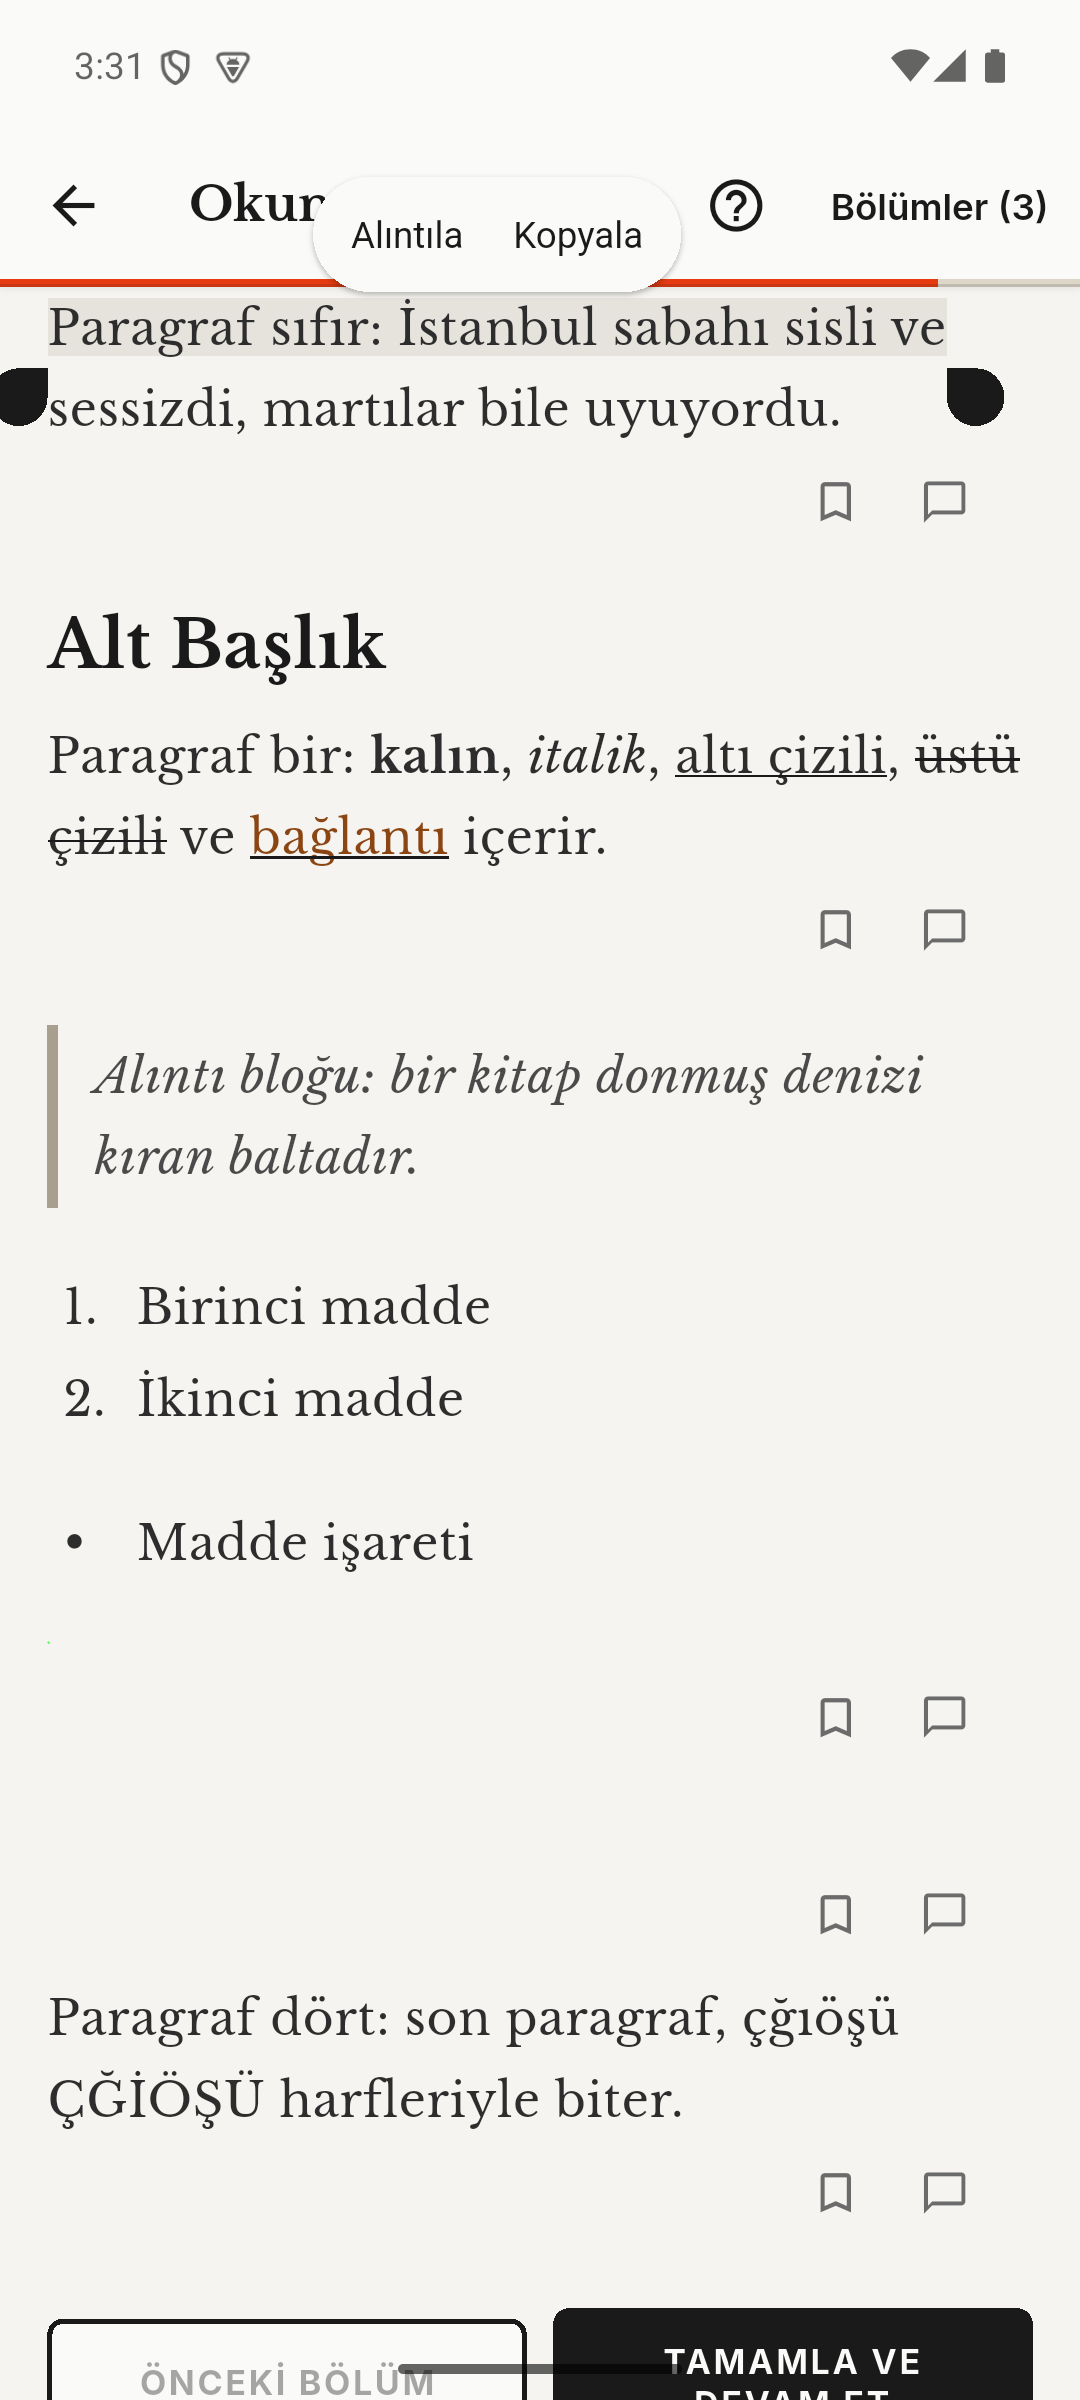 3:31
Okun
Alıntıla Kopyala
Bölümler (3)
Paragraf sıfır: İstanbul sabahı sisli ve
sessizdi, martılar bile uyuyordu.
Alt Başlık
Paragraf bir: kalın, italik, altı çizili, üstü
çizili ve bağlantı içerir.
Alıntı bloğu: bir kitap donmuş denizi
kıran baltadır.
1. Birinci madde
2. İkinci madde
• Madde işareti
Paragraf dört: son paragraf, çğıöşü
ÇĞİÖŞÜ harfleriyle biter.
ÖNCEKİ BÖLÜM
TAMAMLA VE
DEVAM ET